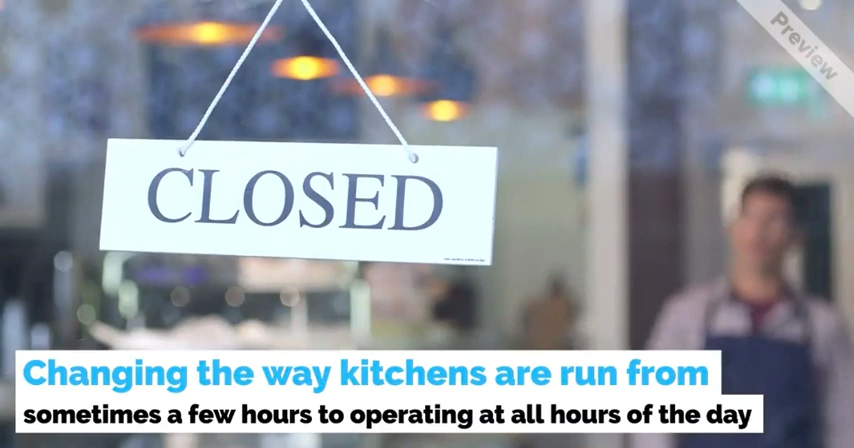 Preview
CLOSED
Changing the way kitchens are run from
sometimes a few hours to operating at all hours of the day